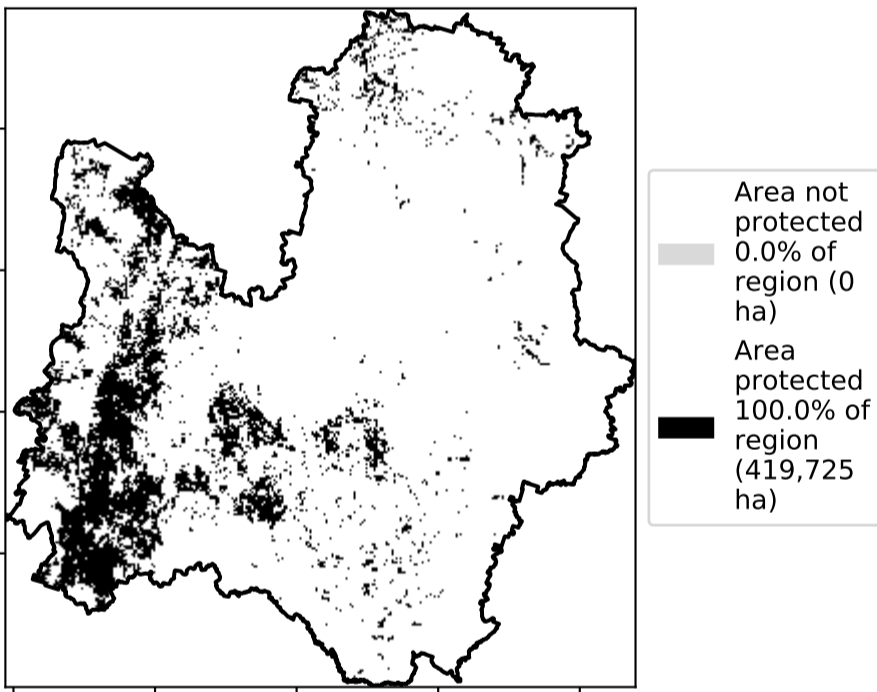 Area not
protected
0.0% of
region (0
ha)
Area
protected
100.0% of
region
(419,725
ha)